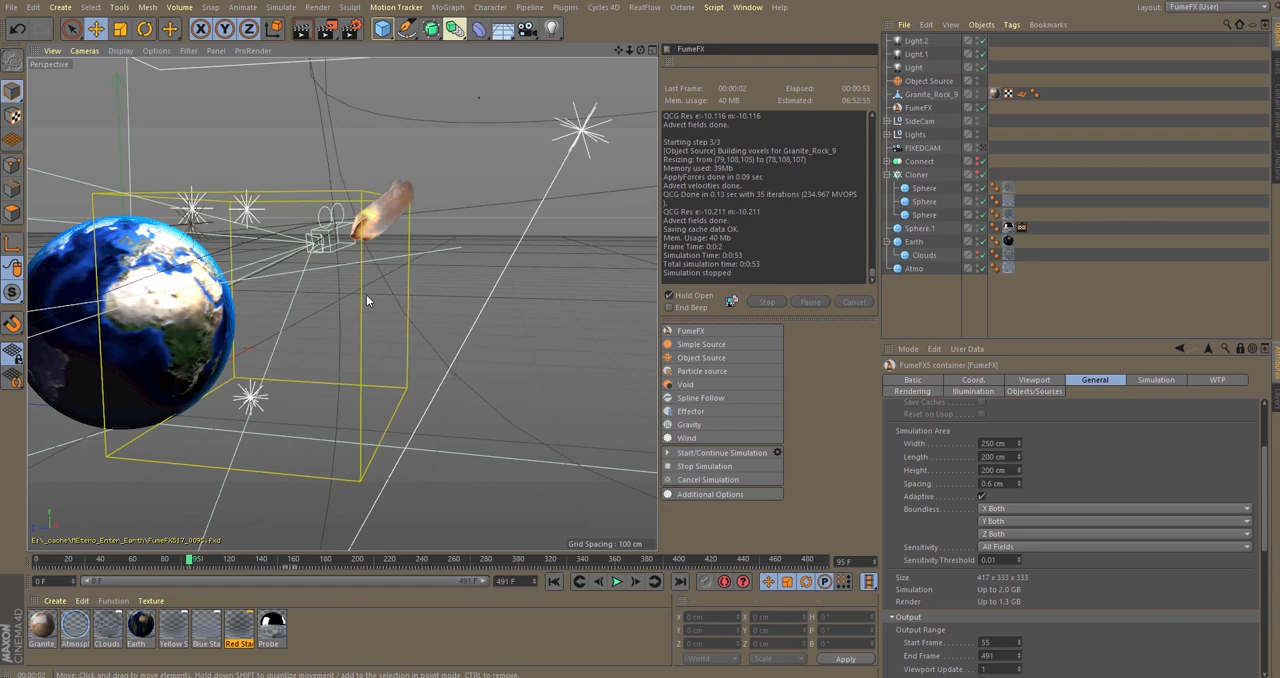 File Create Select Tools Mesh Volume Snap Animate Simulate Render Sculpt Motion Tracker MoGraph Character Pipeline Plugins Cycles 4D RealFlow Octane Script Window Help
Layout: FumeFX (User)
View Cameras Display Options Filter Panel ProRender
Perspective
Grid Spacing : 100 cm
FumeFX
Last Frame: 00:00:02 Elapsed: 00:00:53
Mem. usage: 40 MB Estimated: 06:52:55
QCG Res e:-10.116 m:-10.116
Advect fields done.
Starting step 3/3
[Object Source] Building voxels for Granite_Rock_9
Resizing: from (79,108,105) to (78,108,107)
Memory used: 39Mb
ApplyForces done in 0.09 sec
Advect velocities done.
QCG Done in 0.13 sec with 35 iterations (234.967 MVOPS
).
QCG Res e:-10.211 m:-10.211
Advect fields done.
Saving cache data OK.
Mem. Usage: 40 Mb
Frame Time: 0:0:2
Simulation Time: 0:0:53
Total simulation time: 0:0:53
Simulation stopped
Hold Open
End Beep
Stop Pause Cancel
FumeFX
Simple Source
Object Source
Particle source
Void
Spline Follow
Effector
Gravity
Wind
Start/Continue Simulation
Stop Simulation
Cancel Simulation
Additional Options
File Edit View Objects Tags Bookmarks
Light.2
Light.1
Light
Object Source
Granite_Rock_9
FumeFX
SideCam
Lights
FIXEDCAM
Connect
Cloner
Sphere
Sphere
Sphere
Sphere.1
Earth
Clouds
Atmo
Mode Edit User Data
FumeFX5 container [FumeFX]
Basic Coord. Viewport General Simulation WTP
Rendering Illumination Objects/Sources
Save Caches
Reset on Loop
Simulation Area
Width 250 cm
Length 200 cm
Height 200 cm
Spacing 0.6 cm
Adaptive
Boundless: X Both
Y Both
Z Both
Sensitivity All Fields
Sensitivity Threshold 0.01
Size 417 x 333 x 333
Simulation Up to 2.0 GB
Render Up to 1.3 GB
Output
Output Range
Start Frame 55
End Frame 491
Viewport Update 1
0 20 40 60 80 95 120 140 160 180 200 220 240 260 280 300 320 340 360 380 400 420 440 460 480 95 F
0 F 0 F 491 F 491 F
Create Edit Function Texture
Granite_ Atmosp Clouds Earth Yellow S Blue Sta Red Sta Probe
X 0 cm X 0 cm H 0 °
Y 0 cm Y 0 cm P 0 °
Z 0 cm Z 0 cm B 0 °
World Scale Apply
MAXON CINEMA 4D
00:00:02 Move: Click and drag to move elements. Hold down SHIFT to quantize movement / add to the selection in point mode, CTRL to remove.